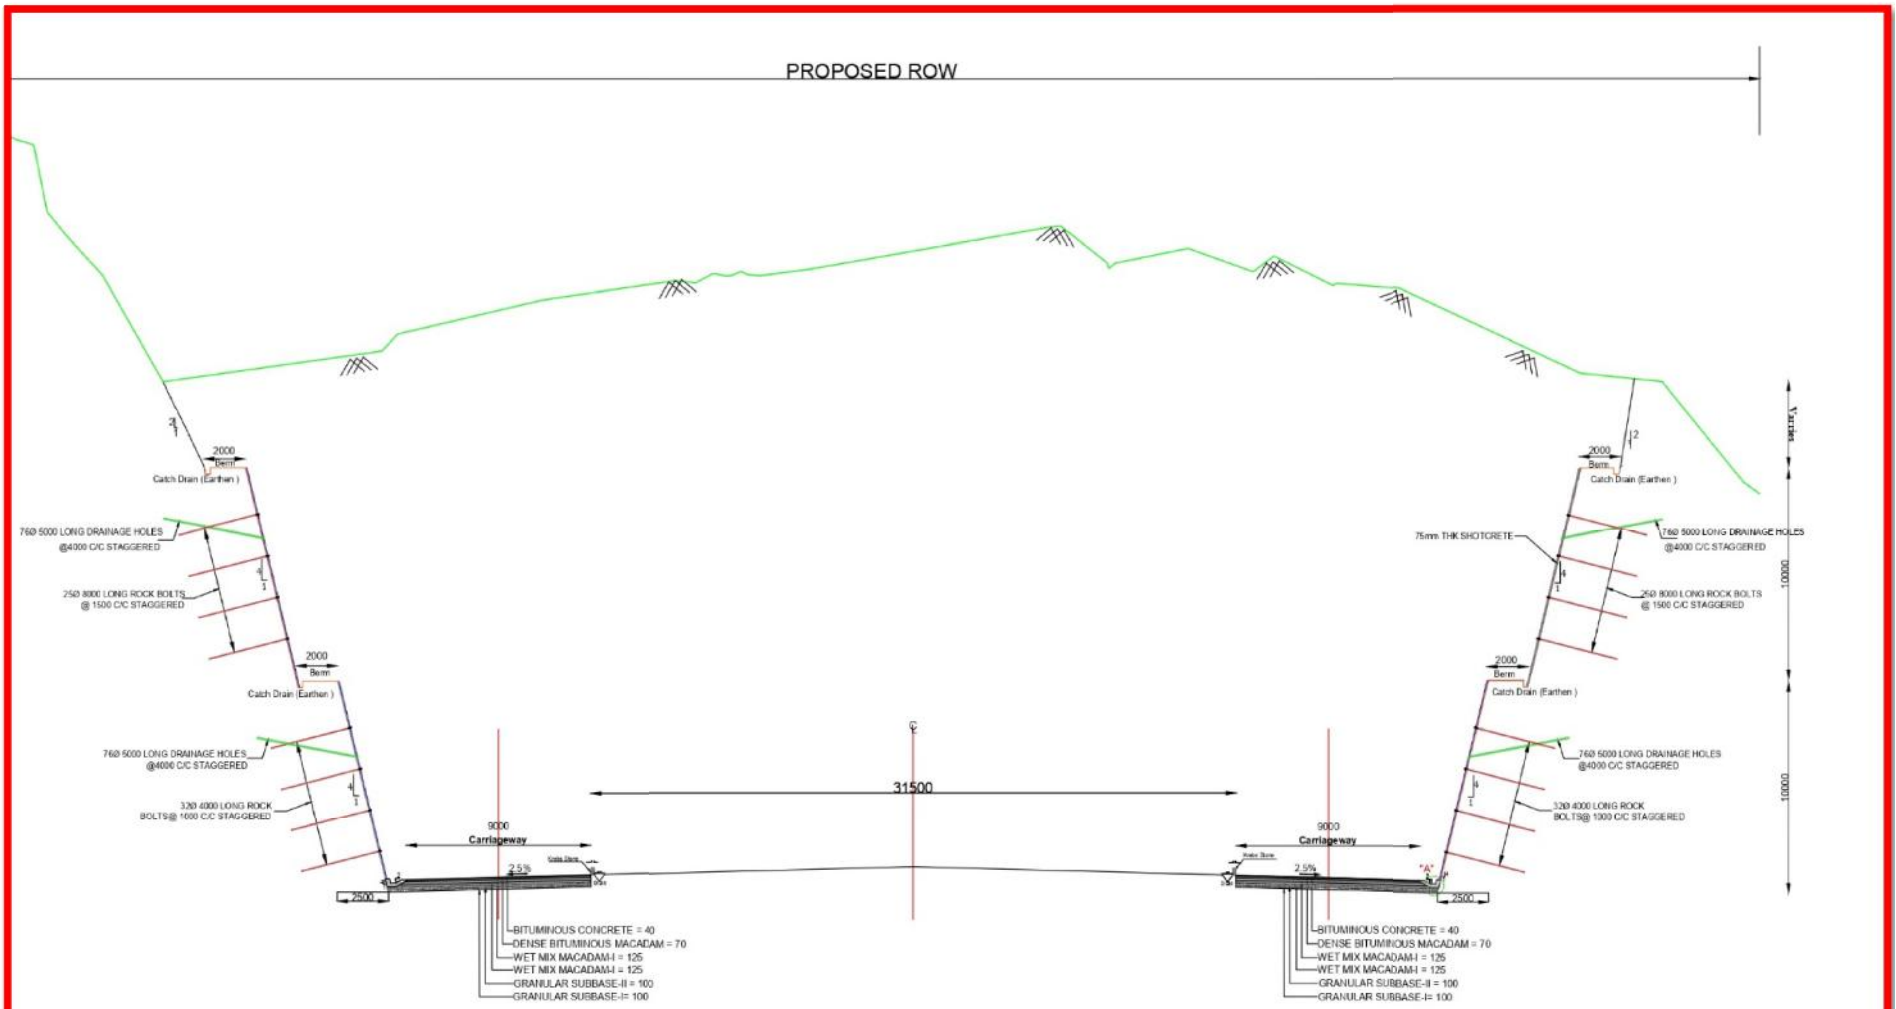 PROPOSED ROW
2
2000
Berm
Catch Drain (Earthen )
2000
Berm
Catch Drain (Earthen )
2
Varries
76Ø 5000 LONG DRAINAGE HOLES
@4000 C/C STAGGERED
4
1
25Ø 8000 LONG ROCK BOLTS
@ 1500 C/C STAGGERED
75mm THK SHOTCRETE
76Ø 5000 LONG DRAINAGE HOLES
@4000 C/C STAGGERED
4
1
25Ø 8000 LONG ROCK BOLTS
@ 1500 C/C STAGGERED
10000
2000
Berm
Catch Drain (Earthen )
2000
Berm
Catch Drain (Earthen )
76Ø 5000 LONG DRAINAGE HOLES
@4000 C/C STAGGERED
4
1
32Ø 4000 LONG ROCK
BOLTS@ 1000 C/C STAGGERED
76Ø 5000 LONG DRAINAGE HOLES
@4000 C/C STAGGERED
4
1
32Ø 4000 LONG ROCK
BOLTS@ 1000 C/C STAGGERED
10000
31500
9000
Carriageway
2.5%
2500
9000
Carriageway
2.5%
"A"
2500
BITUMINOUS CONCRETE = 40
DENSE BITUMINOUS MACADAM = 70
WET MIX MACADAM-I = 125
WET MIX MACADAM-I = 125
GRANULAR SUBBASE-II = 100
GRANULAR SUBBASE-I= 100
BITUMINOUS CONCRETE = 40
DENSE BITUMINOUS MACADAM = 70
WET MIX MACADAM-I = 125
WET MIX MACADAM-I = 125
GRANULAR SUBBASE-II = 100
GRANULAR SUBBASE-I= 100